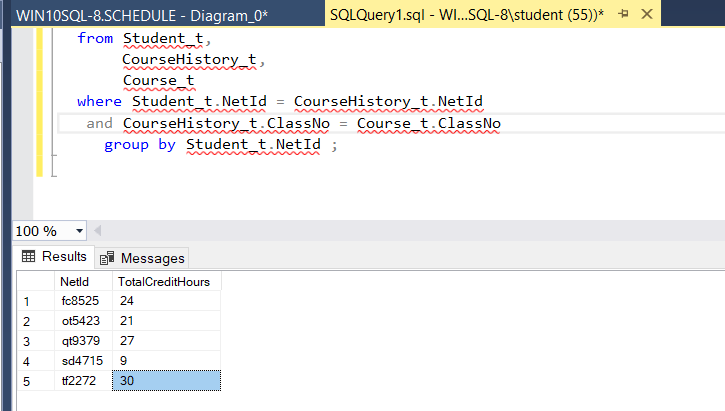 WIN10SQL-8.SCHEDULE - Diagram_0*
SQLQuery1.sql - WI...SQL-8\student (55))*
from Student_t,
CourseHistory_t,
Course_t
where Student_t.NetId = CourseHistory_t.NetId
and CourseHistory_t.ClassNo = Course_t.ClassNo
group by Student_t.NetId ;
100 %
Results Messages
NetId TotalCreditHours
1 fc8525 24
2 ot5423 21
3 qt9379 27
4 sd4715 9
5 tf2272 30